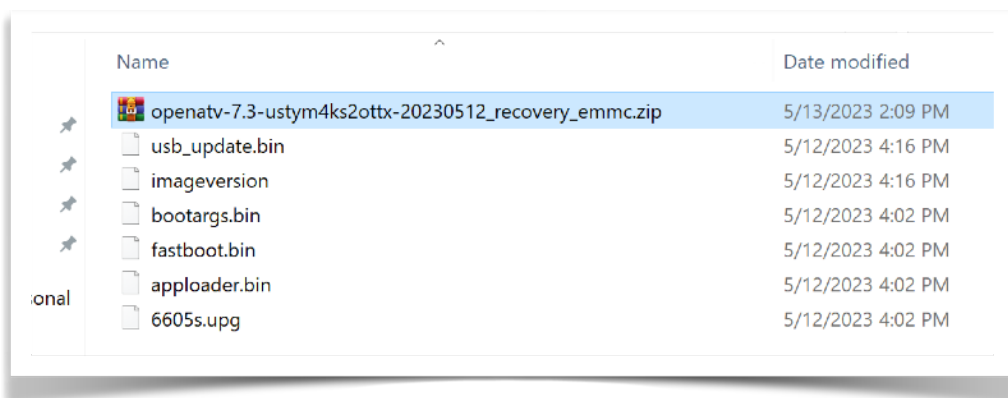 Name Date modified
openatv-7.3-ustym4ks2ottx-20230512_recovery_emmc.zip 5/13/2023 2:09 PM
usb_update.bin 5/12/2023 4:16 PM
imageversion 5/12/2023 4:16 PM
bootargs.bin 5/12/2023 4:02 PM
fastboot.bin 5/12/2023 4:02 PM
apploader.bin 5/12/2023 4:02 PM
sonal
6605s.upg 5/12/2023 4:02 PM